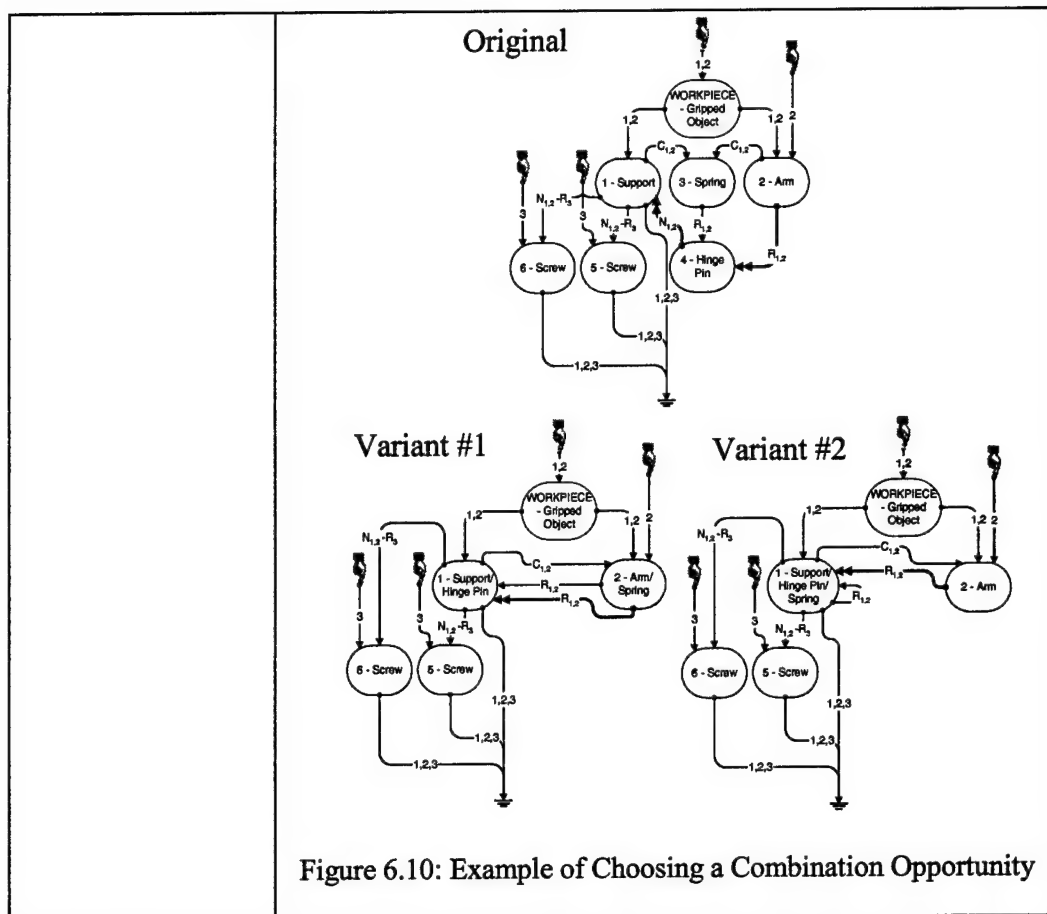 Original
1,2
WORKPIECE
- Gripped
Object
2
1,2
1,2
C1,2
C1,2
1 - Support
3 - Spring
2 - Arm
3
N1,2-R3
3
N1,2-R3
N1,2
R1,2
R1,2
6 - Screw
5 - Screw
4 - Hinge
Pin
1,2,3
1,2,3
1,2,3
Variant #1
1,2
WORKPIECE
- Gripped
Object
1,2
1,2
2
N1,2-R3
C1,2
1 - Support/
Hinge Pin
R1,2
R1,2
2 - Arm/
Spring
3
3
N1,2-R3
6 - Screw
5 - Screw
1,2,3
1,2,3
1,2,3
Variant #2
1,2
WORKPIECE
- Gripped
Object
1,2
1,2
2
N1,2-R3
C1,2
R1,2
1 - Support/
Hinge Pin/
Spring
R1,2
2 - Arm
3
3
N1,2-R3
6 - Screw
5 - Screw
1,2,3
1,2,3
1,2,3
Figure 6.10: Example of Choosing a Combination Opportunity